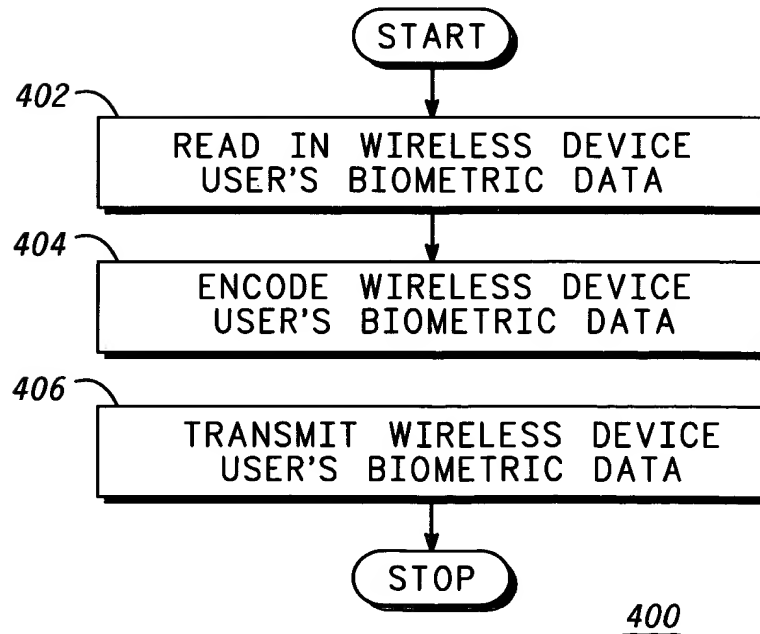 START
402
READ IN WIRELESS DEVICE
USER'S BIOMETRIC DATA
404
ENCODE WIRELESS DEVICE
USER'S BIOMETRIC DATA
406
TRANSMIT WIRELESS DEVICE
USER'S BIOMETRIC DATA
STOP
400